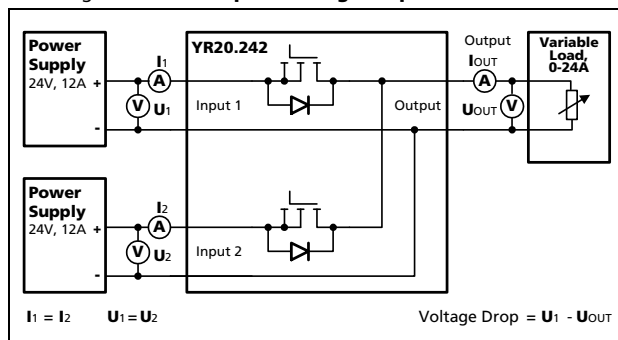 Power
Supply
24V, 12A +
-
I1
A
V
U1
YR20.242
Input 1
Output
Output
IOUT
A
UOUT
V
Variable
Load,
0-24A
Power
Supply
24V, 12A +
-
I2
A
V
U2
Input 2
I1 = I2
U1 = U2
Voltage Drop = U1 - UOUT